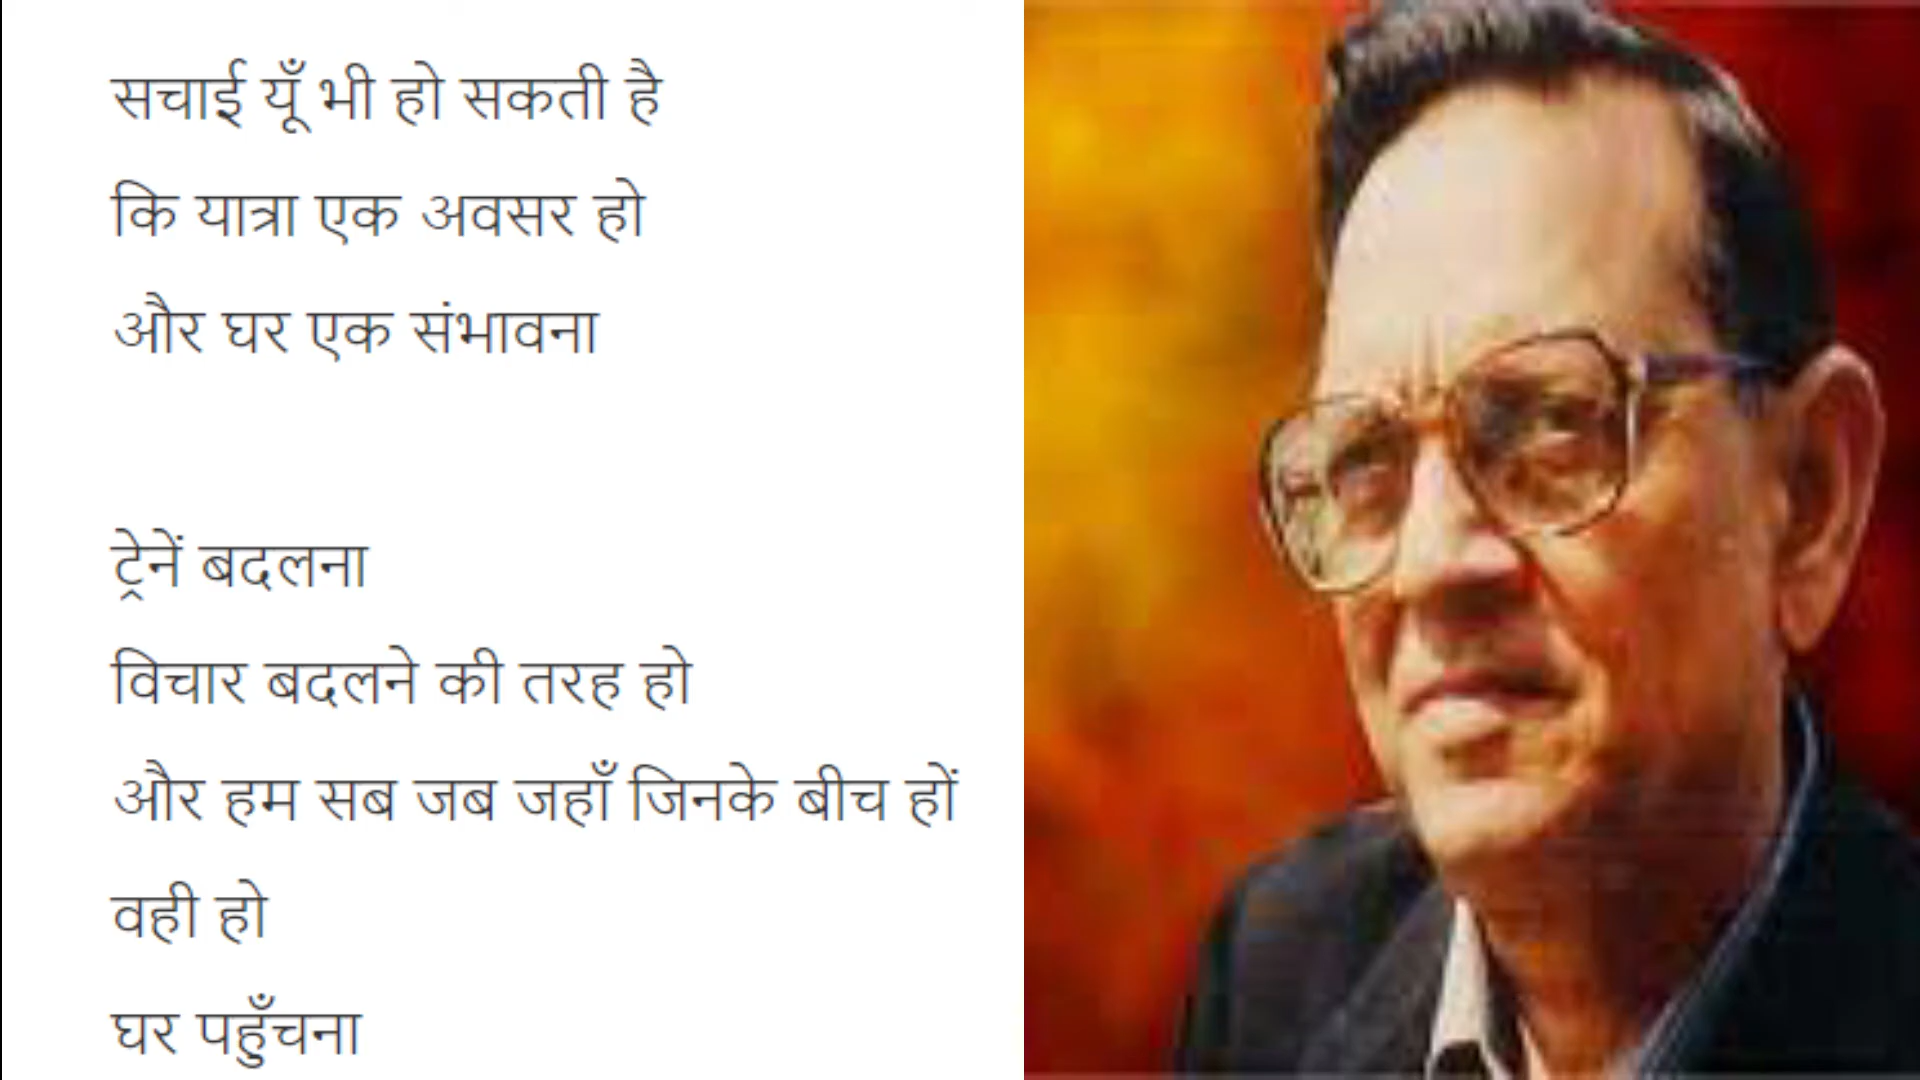 सचाई यूँ भी हो सकती है
कि यात्रा एक अवसर हो
और घर एक संभावना
ट्रेनें बदलना
विचार बदलने की तरह हो
और हम सब जब जहाँ जिनके बीच हों
वही हो
घर पहुँचना